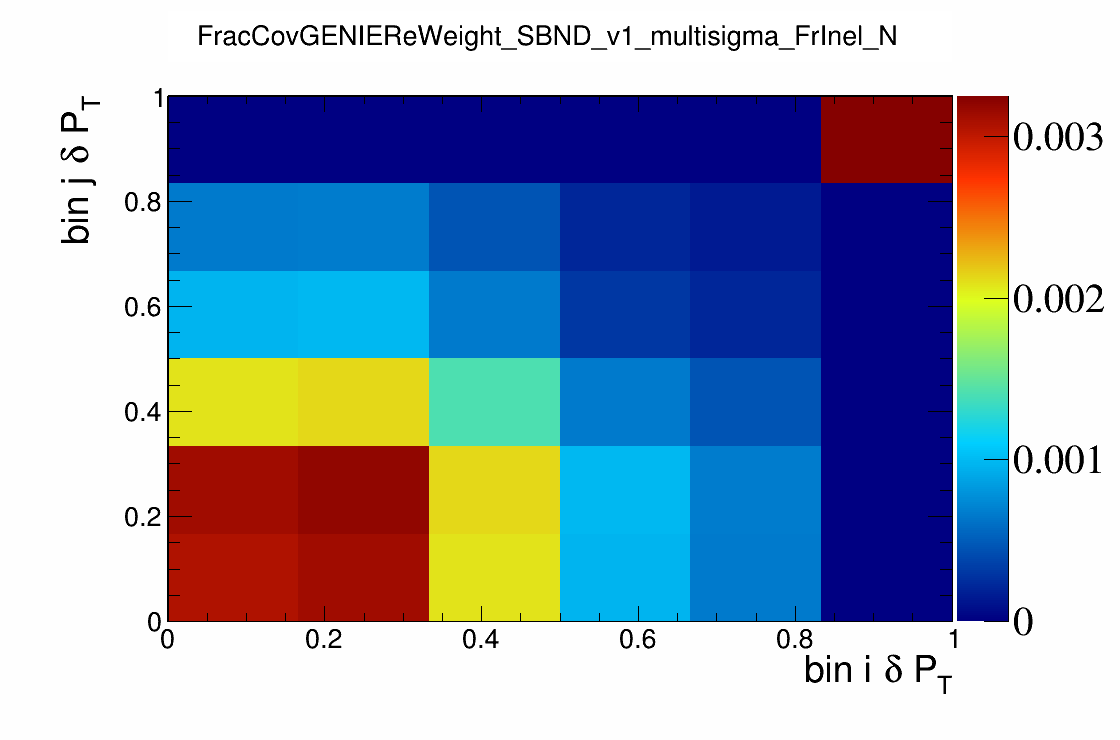 FracCovGENIEReWeight_SBND_v1_multisigma_FrInel_N
bin j δ P_T
1
0.8
0.6
0.4
0.2
0
0 0.2 0.4 0.6 0.8 1
bin i δ P_T
0.003
0.002
0.001
0